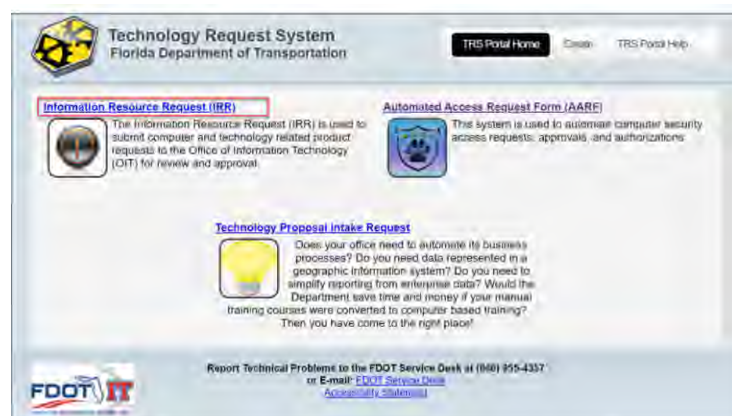 Technology Request System
Florida Department of Transportation
TRS Portal Home
TRS Portal Help
Information Resource Request (IRR)
The Information Resource Request (IRR) is used to
submit computer and technology related product
requests to the Office of Information Technology
(OIT) for review and approval.
Automated Access Request Form (AARF)
This system is used to automate computer security
access requests, approvals, and authorizations
Technology Proposal Intake Request
Does your office need to automate its business
processes? Do you need data represented in a
geographic information system? Do you need to
simplify reporting from enterprise data? Would the
Department save time and money if your manual
training courses were converted to computer based training?
Then you have come to the right place!
Report Technical Problems to the FDOT Service Desk at
or E-mail: FDOT Service Desk
Accessibility Statement
FDOT IT